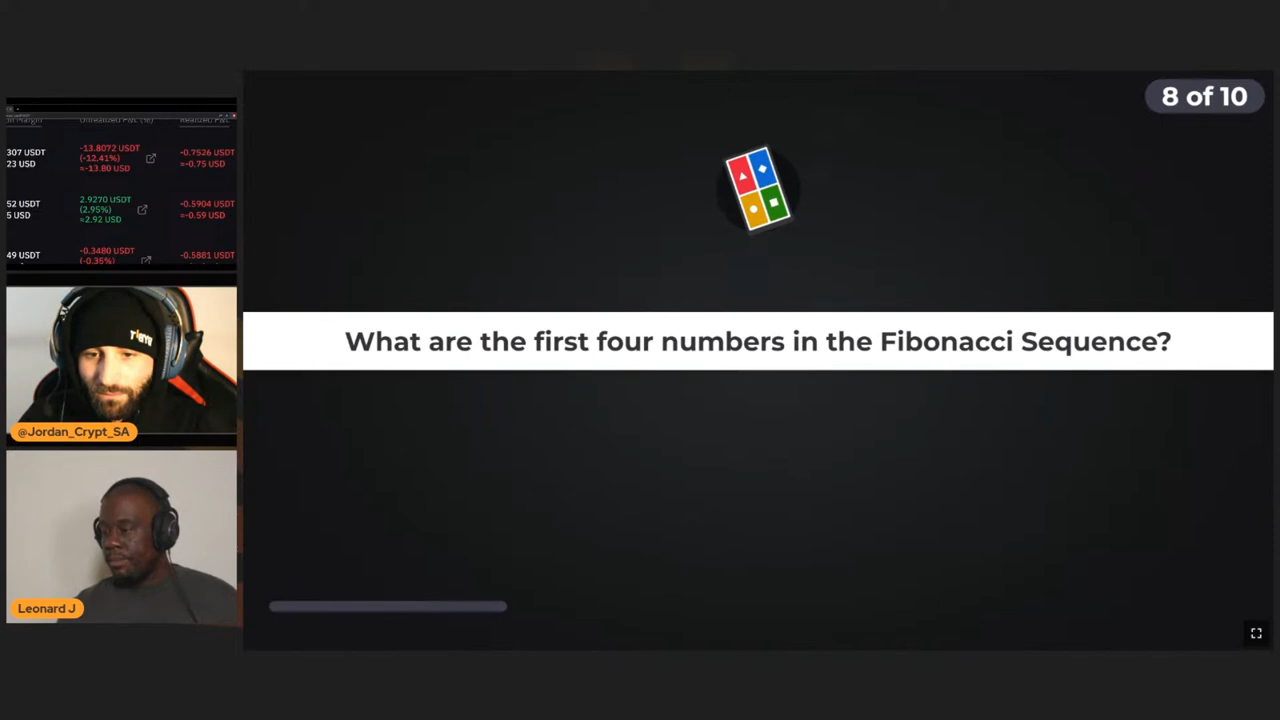 8 of 10
307 USDT
23 USD
-13.8072 USDT
(-12.41%)
≈-13.80 USD
-0.7526 USDT
≈-0.75 USD
52 USDT
5 USD
2.9270 USDT
(2.95%)
≈2.92 USD
-0.5904 USDT
≈-0.59 USD
49 USDT
-0.3480 USDT
(-0.35%)
-0.5881 USDT
What are the first four numbers in the Fibonacci Sequence?
@Jordan_Crypt_SA
Leonard J